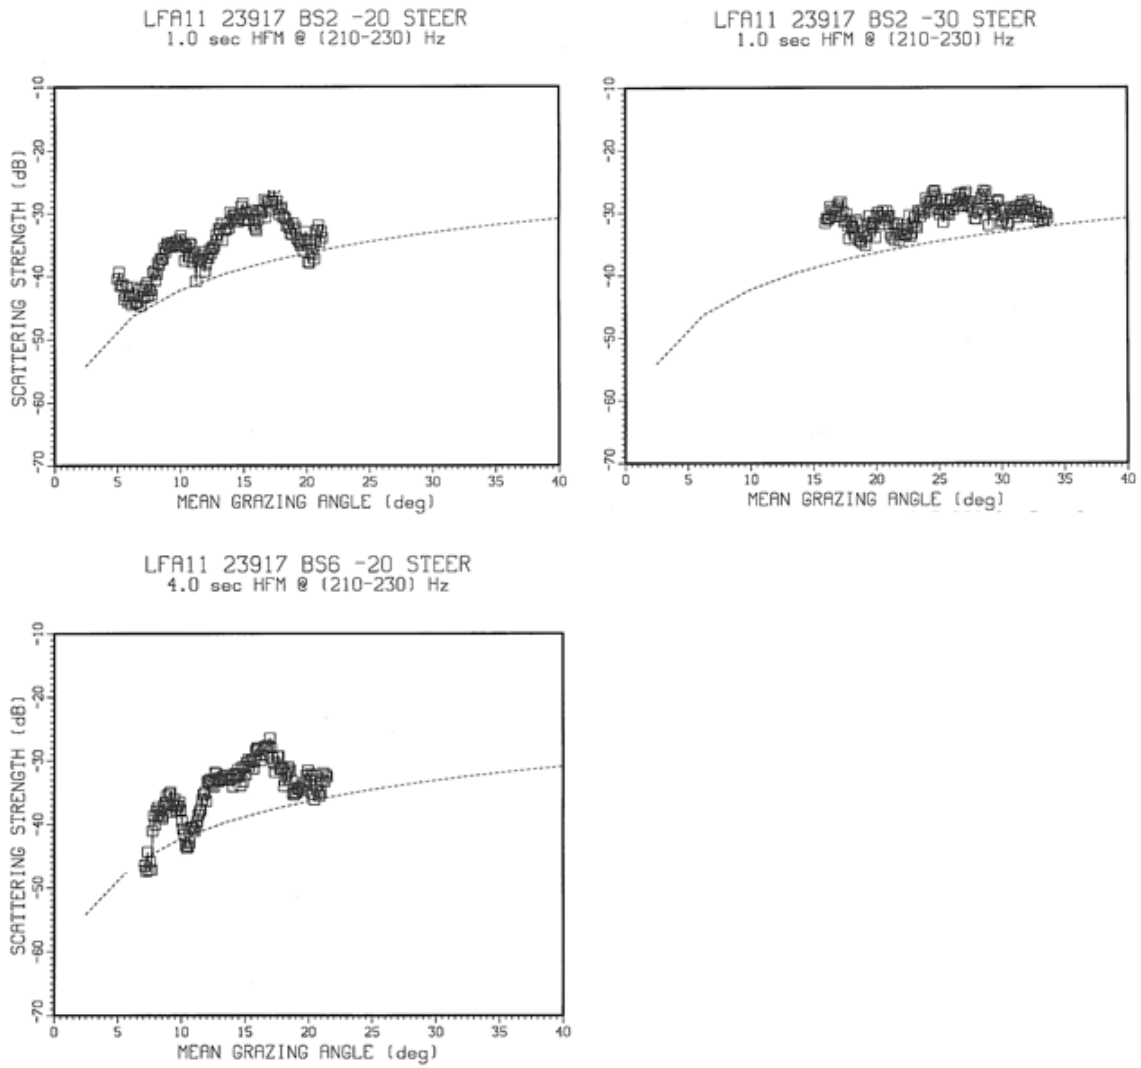 LFA11 23917 BS2 -20 STEER
1.0 sec HFM @ (210-230) Hz
SCATTERING STRENGTH (dB)
-10
-20
-30
-40
-50
-60
-70
0 5 10 15 20 25 30 35 40
MEAN GRAZING ANGLE (deg)
LFA11 23917 BS2 -30 STEER
1.0 sec HFM @ (210-230) Hz
-10
-20
-30
-40
-50
-60
-70
0 5 10 15 20 25 30 35 40
MEAN GRAZING ANGLE (deg)
LFA11 23917 BS6 -20 STEER
4.0 sec HFM @ (210-230) Hz
SCATTERING STRENGTH (dB)
-10
-20
-30
-40
-50
-60
-70
0 5 10 15 20 25 30 35 40
MEAN GRAZING ANGLE (deg)